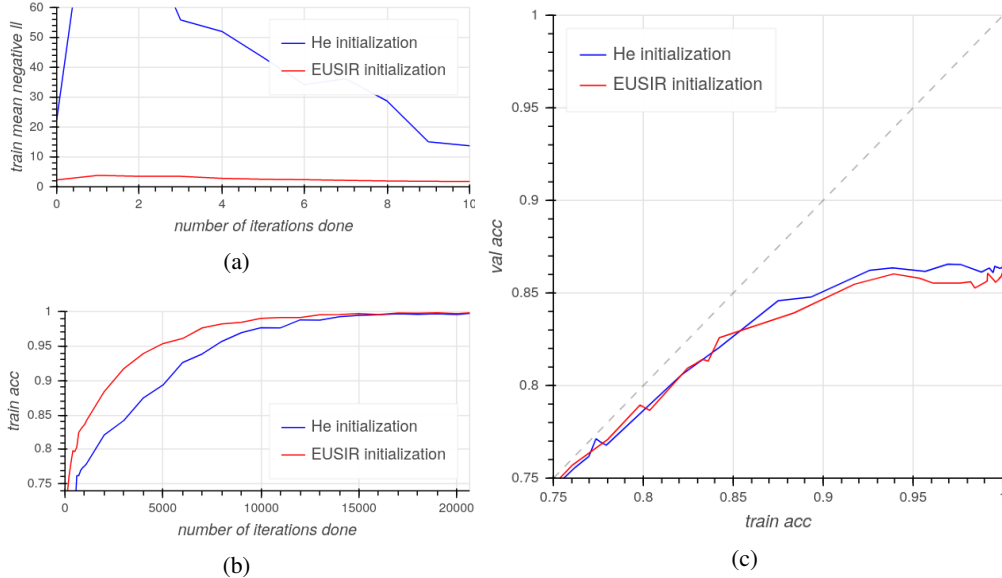 60
50
40
30
20
10
0
train mean negative ll
He initialization
EUSIR initialization
0 2 4 6 8 10
number of iterations done
(a)
1
0.95
0.9
0.85
0.8
0.75
train acc
He initialization
EUSIR initialization
0 5000 10000 15000 20000
number of iterations done
(b)
1
0.95
0.9
0.85
0.8
0.75
val acc
He initialization
EUSIR initialization
0.75 0.8 0.85 0.9 0.95
train acc
(c)